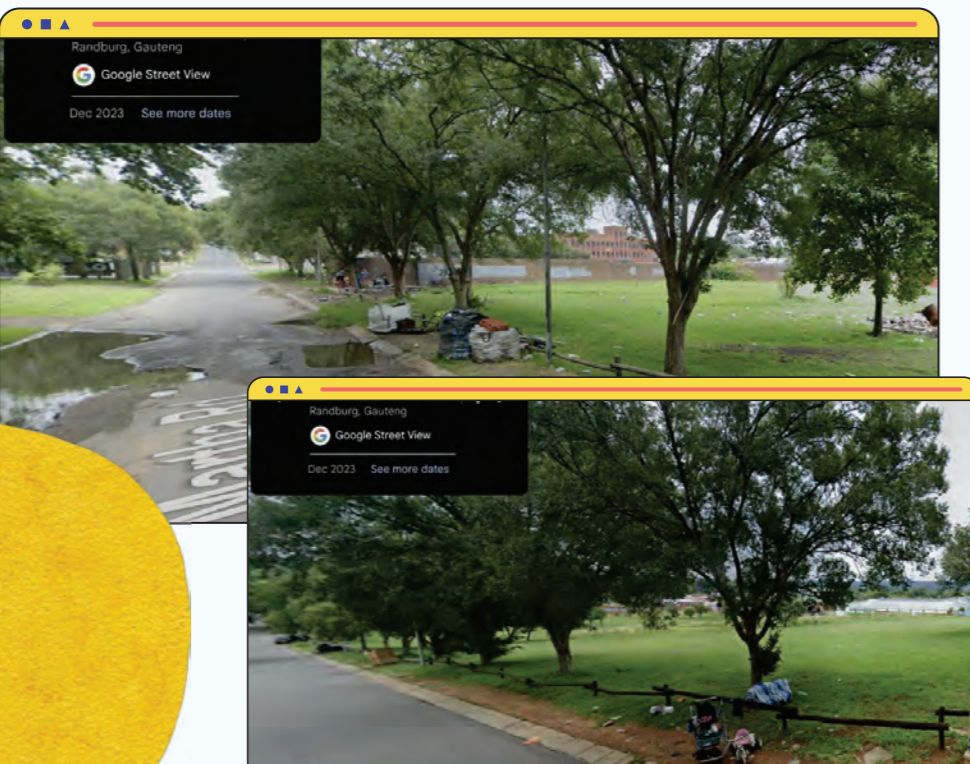 Randburg, Gauteng
Google Street View
Dec 2023 See more dates
Randburg, Gauteng
Google Street View
Dec 2023 See more dates